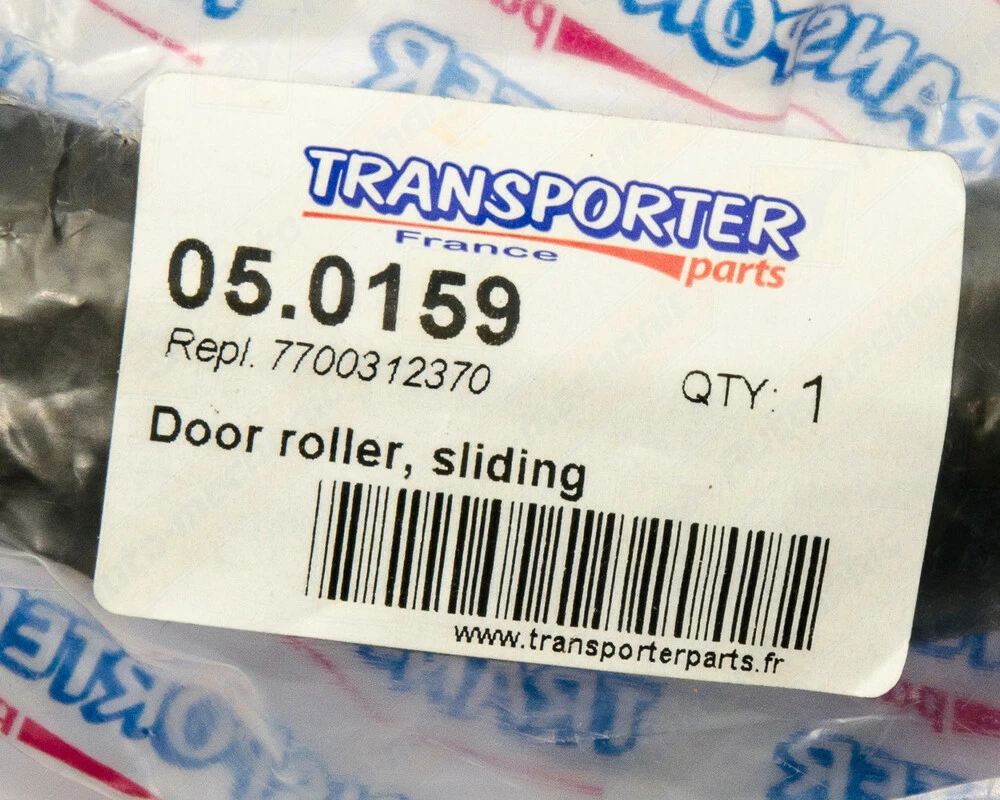 TRANSPORTER
France
parts
05.0159
Repl. 7700312370
QTY: 1
Door roller, sliding
www.transporterparts.fr